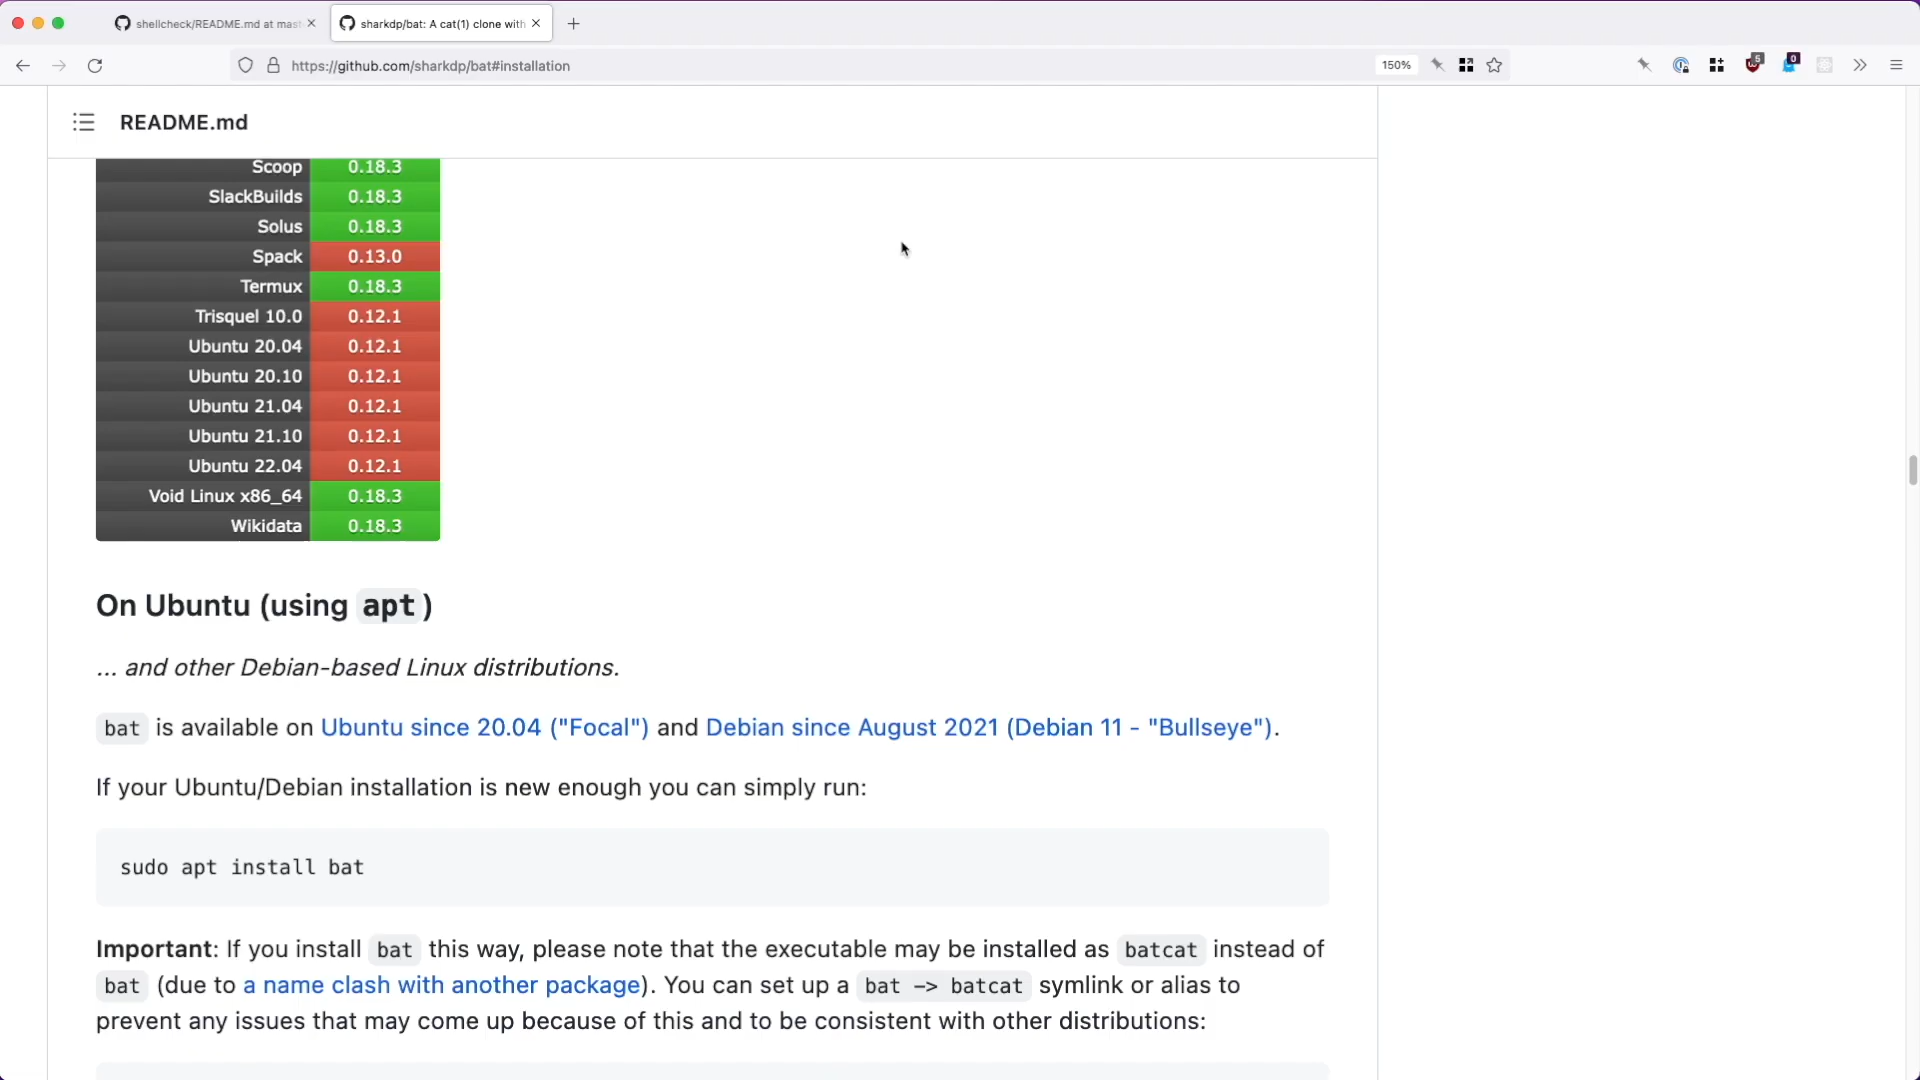 shellcheck/README.md at mast
sharkdp/bat: A cat(1) clone with
https://github.com/sharkdp/bat#installation
150%
5
0
README.md
Scoop 0.18.3
SlackBuilds 0.18.3
Solus 0.18.3
Spack 0.13.0
Termux 0.18.3
Trisquel 10.0 0.12.1
Ubuntu 20.04 0.12.1
Ubuntu 20.10 0.12.1
Ubuntu 21.04 0.12.1
Ubuntu 21.10 0.12.1
Ubuntu 22.04 0.12.1
Void Linux x86_64 0.18.3
Wikidata 0.18.3
On Ubuntu (using apt)
... and other Debian-based Linux distributions.
bat is available on Ubuntu since 20.04 ("Focal") and Debian since August 2021 (Debian 11 - "Bullseye").
If your Ubuntu/Debian installation is new enough you can simply run:
sudo apt install bat
Important: If you install bat this way, please note that the executable may be installed as batcat instead of
bat (due to a name clash with another package). You can set up a bat -> batcat symlink or alias to
prevent any issues that may come up because of this and to be consistent with other distributions: